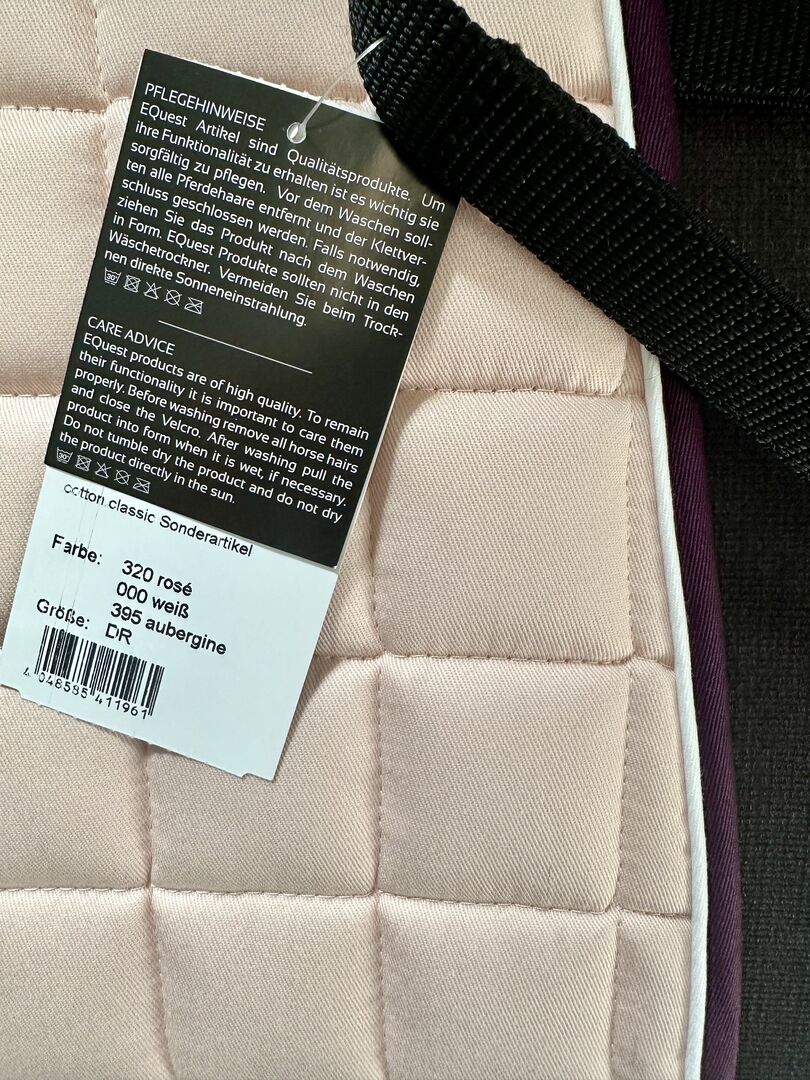 PFLEGEHINWEISE
EQuest Artikel sind Qualitätsprodukte. Um
ihre Funktionalität zu erhalten ist es wichtig sie
sorgfältig zu pflegen. Vor dem Waschen soll-
ten alle Pferdehaare entfernt und der Klettver-
schluss geschlossen werden. Falls notwendig,
ziehen Sie das Produkt nach dem Waschen
in Form. EQuest Produkte sollten nicht in den
Wäschetrockner. Vermeiden Sie beim Trock-
nen direkte Sonneneinstrahlung.
30°
CARE ADVICE
EQuest products are of high quality. To remain
their functionality it is important to care them
properly. Before washing remove all horse hairs
and close the Velcro. After washing pull the
product into form when it is wet, if necessary.
Do not tumble dry the product and do not dry
the product directly in the sun.
30°
cotton classic Sonderartikel
Farbe: 320 rosé
000 weiß
395 aubergine
Größe: DR
4 048585 411961